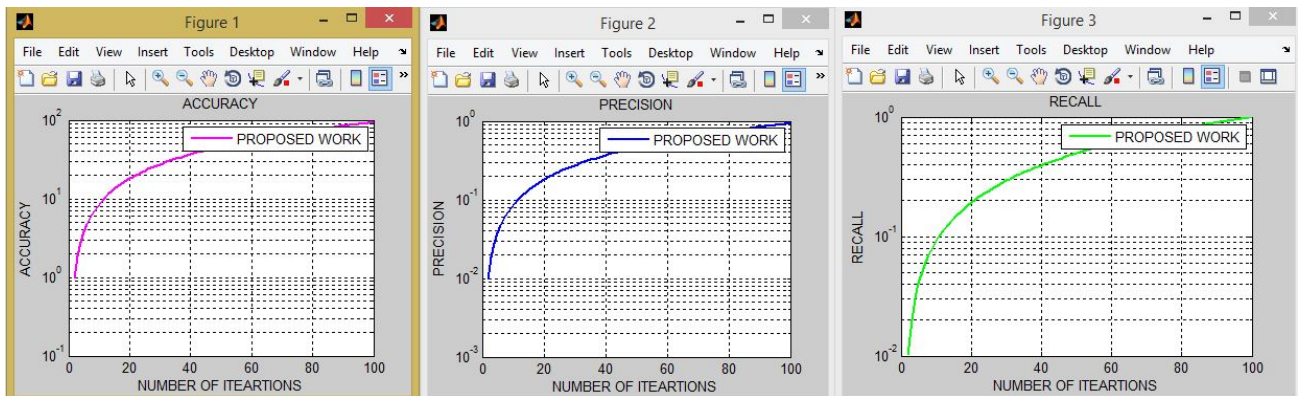 Figure 1
File Edit View Insert Tools Desktop Window Help
ACCURACY
PROPOSED WORK
10^2
10^1
10^0
10^-1
ACCURACY
0 20 40 60 80 100
NUMBER OF ITEARTIONS
Figure 2
File Edit View Insert Tools Desktop Window Help
PRECISION
PROPOSED WORK
10^0
10^-1
10^-2
10^-3
PRECISION
0 20 40 60 80 100
NUMBER OF ITEARTIONS
Figure 3
File Edit View Insert Tools Desktop Window Help
RECALL
PROPOSED WORK
10^0
10^-1
10^-2
RECALL
0 20 40 60 80 100
NUMBER OF ITEARTIONS